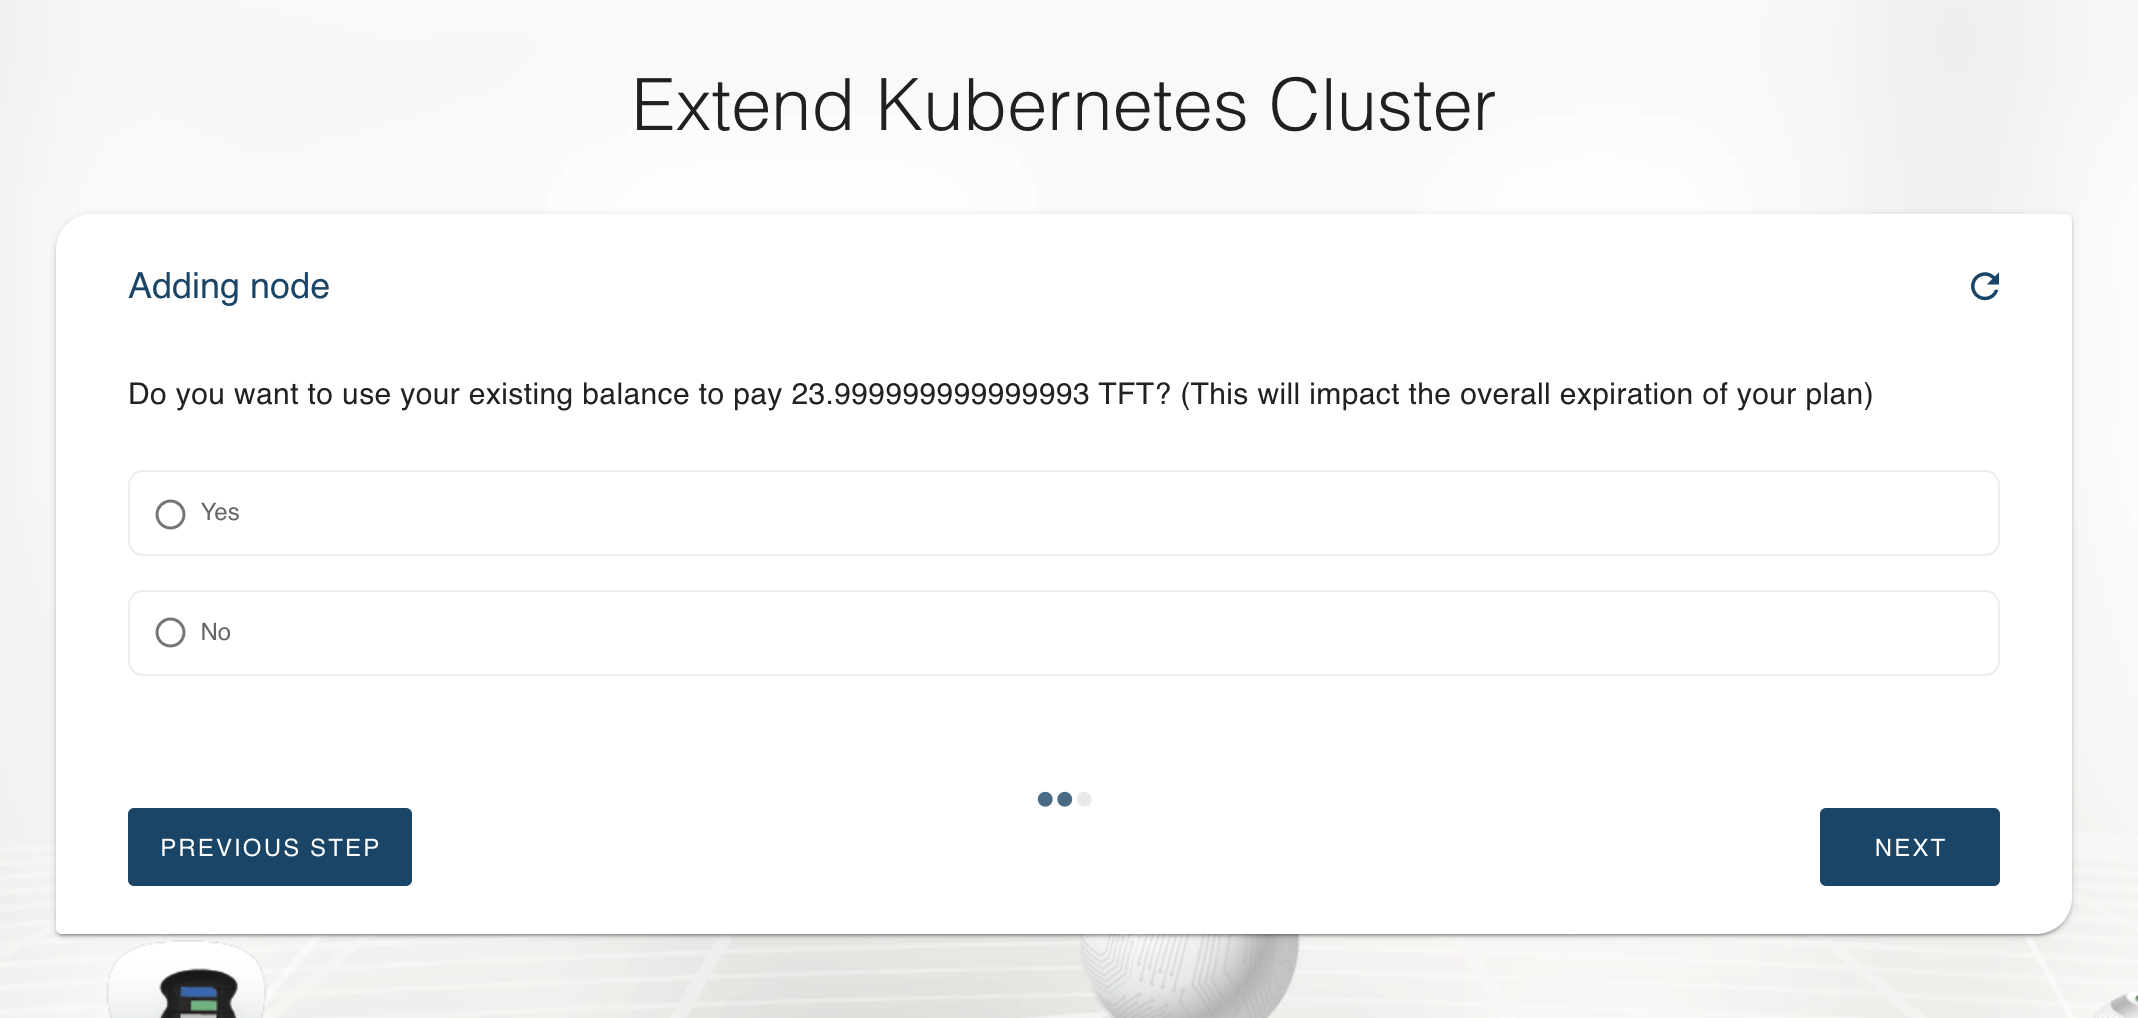 Extend Kubernetes Cluster
Adding node
Do you want to use your existing balance to pay 23.999999999999993 TFT? (This will impact the overall expiration of your plan)
Yes
No
PREVIOUS STEP
NEXT